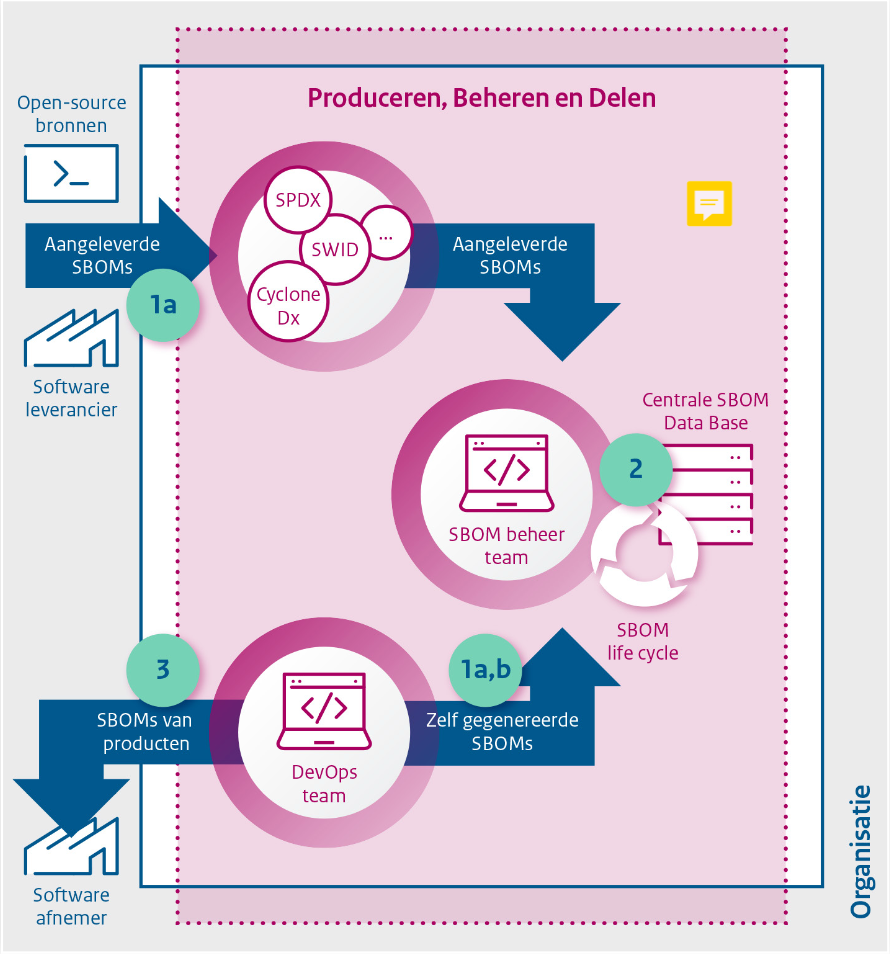 Produceren, Beheren en Delen
Open-source
bronnen
Aangeleverde
SBOMs
1a
Software
leverancier
SPDX
SWID
...
Cyclone
Dx
Aangeleverde
SBOMs
Centrale SBOM
Data Base
2
SBOM beheer
team
SBOM
life cycle
3
SBOMs van
producten
DevOps
team
1a,b
Zelf gegenereerde
SBOMs
Software
afnemer
Organisatie